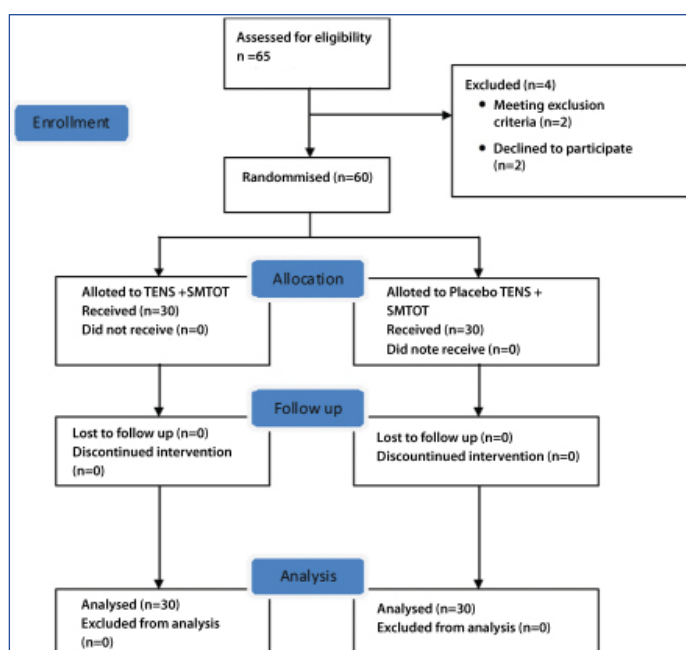 Assessed for eligibility
n =65
Excluded (n=4)
• Meeting exclusion
criteria (n=2)
• Declined to participate
(n=2)
Enrollment
Randommised (n=60)
Allocation
Alloted to TENS +SMTOT
Received (n=30)
Did not receive (n=0)
Alloted to Placebo TENS +
SMTOT
Received (n=30)
Did note receive (n=0)
Follow up
Lost to follow up (n=0)
Discontinued intervention
(n=0)
Lost to follow up (n=0)
Discountinued intervention (n=0)
Analysis
Analysed (n=30)
Excluded from analysis
(n=0)
Analysed (n=30)
Excluded from analysis (n=0)